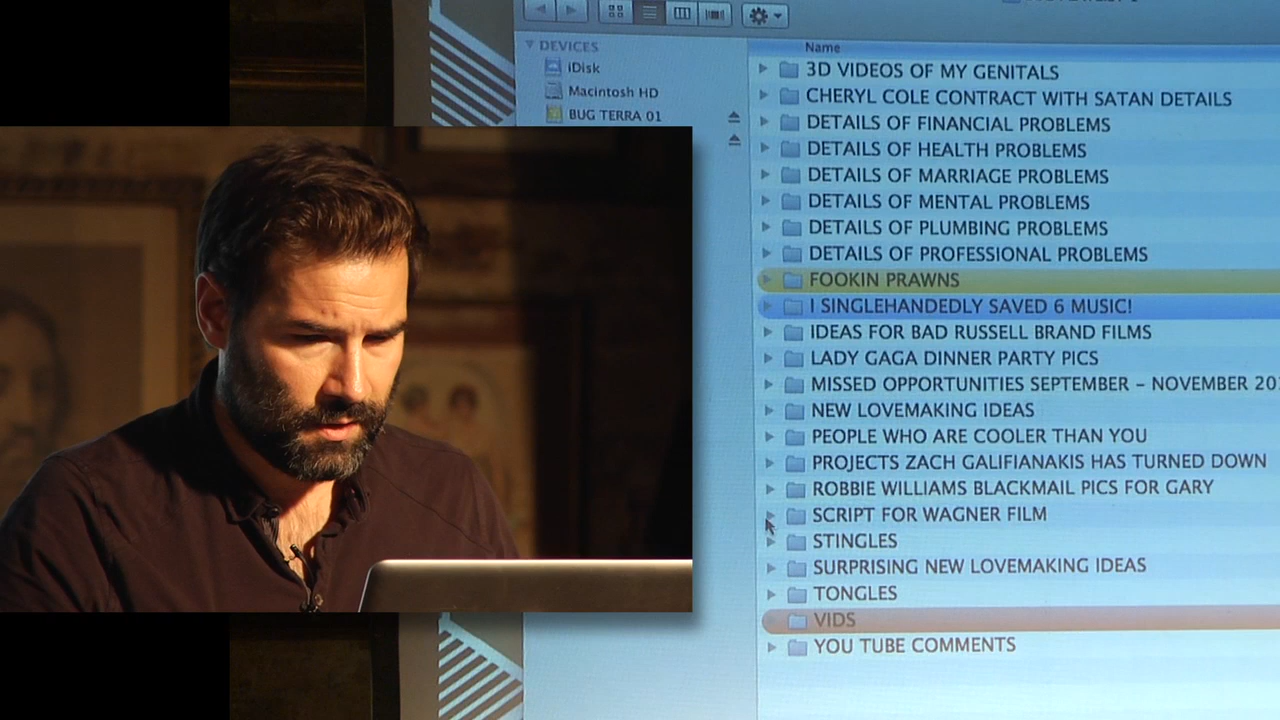 Name
DEVICES
iDisk
Macintosh HD
BUG TERRA 01
3D VIDEOS OF MY GENITALS
CHERYL COLE CONTRACT WITH SATAN DETAILS
DETAILS OF FINANCIAL PROBLEMS
DETAILS OF HEALTH PROBLEMS
DETAILS OF MARRIAGE PROBLEMS
DETAILS OF MENTAL PROBLEMS
DETAILS OF PLUMBING PROBLEMS
DETAILS OF PROFESSIONAL PROBLEMS
FOOKIN PRAWNS
I SINGLEHANDEDLY SAVED 6 MUSIC!
IDEAS FOR BAD RUSSELL BRAND FILMS
LADY GAGA DINNER PARTY PICS
MISSED OPPORTUNITIES SEPTEMBER – NOVEMBER 201
NEW LOVEMAKING IDEAS
PEOPLE WHO ARE COOLER THAN YOU
PROJECTS ZACH GALIFIANAKIS HAS TURNED DOWN
ROBBIE WILLIAMS BLACKMAIL PICS FOR GARY
SCRIPT FOR WAGNER FILM
STINGLES
SURPRISING NEW LOVEMAKING IDEAS
TONGLES
VIDS
YOU TUBE COMMENTS